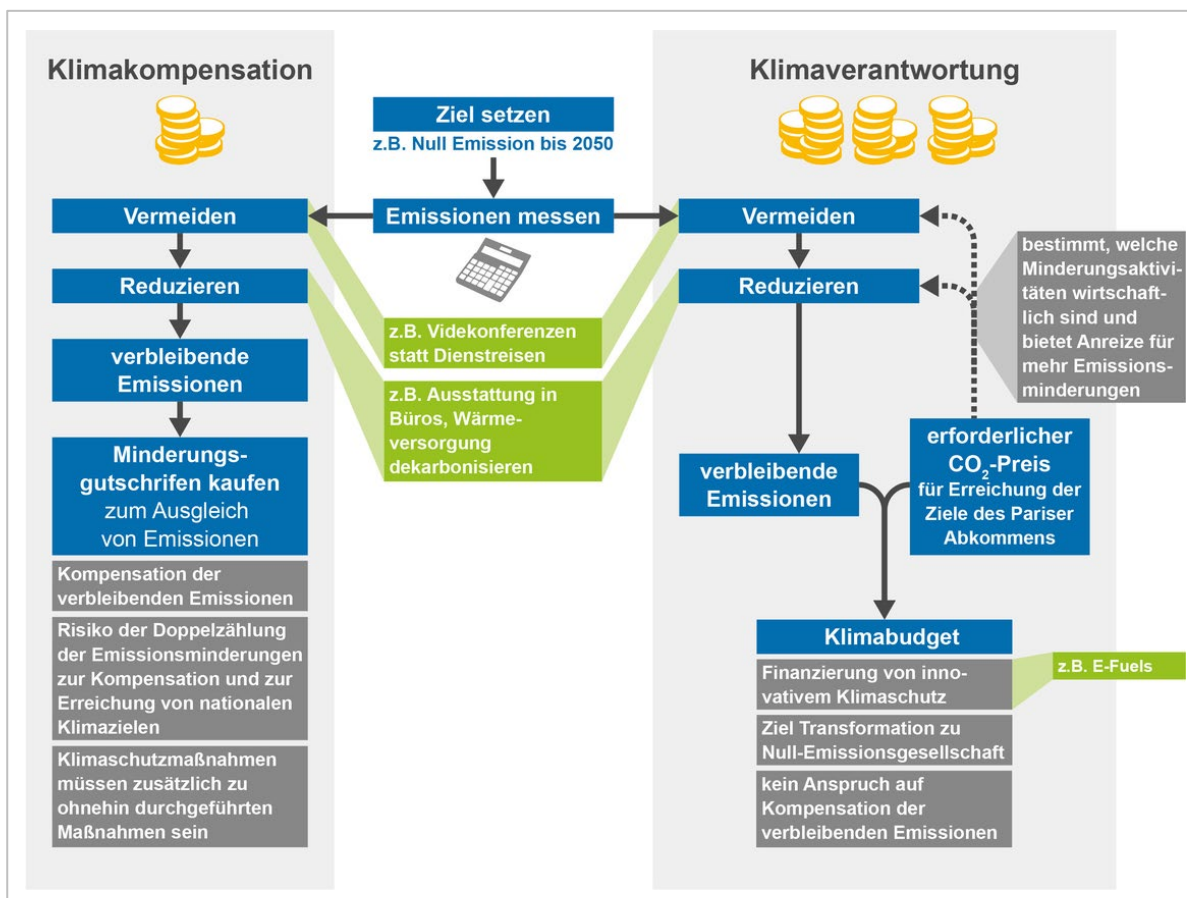 Klimakompensation
Ziel setzen
z.B. Null Emission bis 2050
Emissionen messen
Vermeiden
Reduzieren
verbleibende
Emissionen
Minderungs-
gutschrifen kaufen
zum Ausgleich
von Emissionen
Kompensation der
verbleibenden Emissionen
Risiko der Doppelzählung
der Emissionsminderungen
zur Kompensation und zur
Erreichung von nationalen
Klimazielen
Klimaschutzmaßnahmen
müssen zusätzlich zu
ohnehin durchgeführten
Maßnahmen sein
z.B. Videkonferenzen
statt Dienstreisen
z.B. Ausstattung in
Büros, Wärme-
versorgung
dekarbonisieren
Klimaverantwortung
Vermeiden
Reduzieren
verbleibende
Emissionen
bestimmt, welche
Minderungsaktivi-
täten wirtschaft-
lich sind und
bietet Anreize für
mehr Emissions-
minderungen
erforderlicher
CO₂-Preis
für Erreichung der
Ziele des Pariser
Abkommens
Klimabudget
Finanzierung von inno-
vativem Klimaschutz
z.B. E-Fuels
Ziel Transformation zu
Null-Emissionsgesellschaft
kein Anspruch auf
Kompensation der
verbleibenden Emissionen